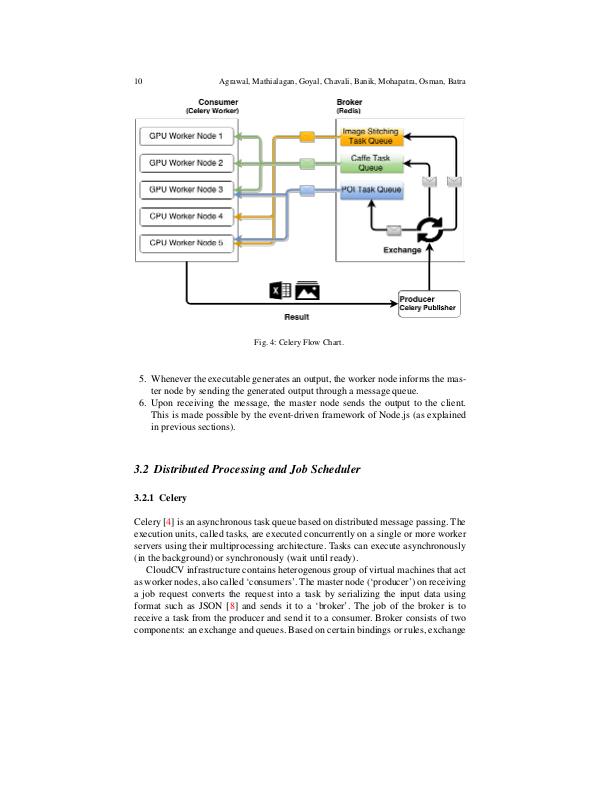 10
Agrawal, Mathialagan, Goyal, Chavali, Banik, Mohapatra, Osman, Batra
Consumer
(Celery Worker)
Broker
(Redis)
GPU Worker Node 1
GPU Worker Node 2
GPU Worker Node 3
CPU Worker Node 4
CPU Worker Node 5
Image Stitching
Task Queue
Caffe Task
Queue
POI Task Queue
Exchange
X
Producer
Celery Publisher
Result
Fig. 4: Celery Flow Chart.
5. Whenever the executable generates an output, the worker node informs the mas-
ter node by sending the generated output through a message queue.
6. Upon receiving the message, the master node sends the output to the client.
This is made possible by the event-driven framework of Node.js (as explained
in previous sections).
3.2 Distributed Processing and Job Scheduler
3.2.1 Celery
Celery [4] is an asynchronous task queue based on distributed message passing. The
execution units, called tasks, are executed concurrently on a single or more worker
servers using their multiprocessing architecture. Tasks can execute asynchronously
(in the background) or synchronously (wait until ready).
CloudCV infrastructure contains heterogenous group of virtual machines that act
as worker nodes, also called ‘consumers’. The master node (‘producer’) on receiving
a job request converts the request into a task by serializing the input data using
format such as JSON [8] and sends it to a ‘broker’. The job of the broker is to
receive a task from the producer and send it to a consumer. Broker consists of two
components: an exchange and queues. Based on certain bindings or rules, exchange